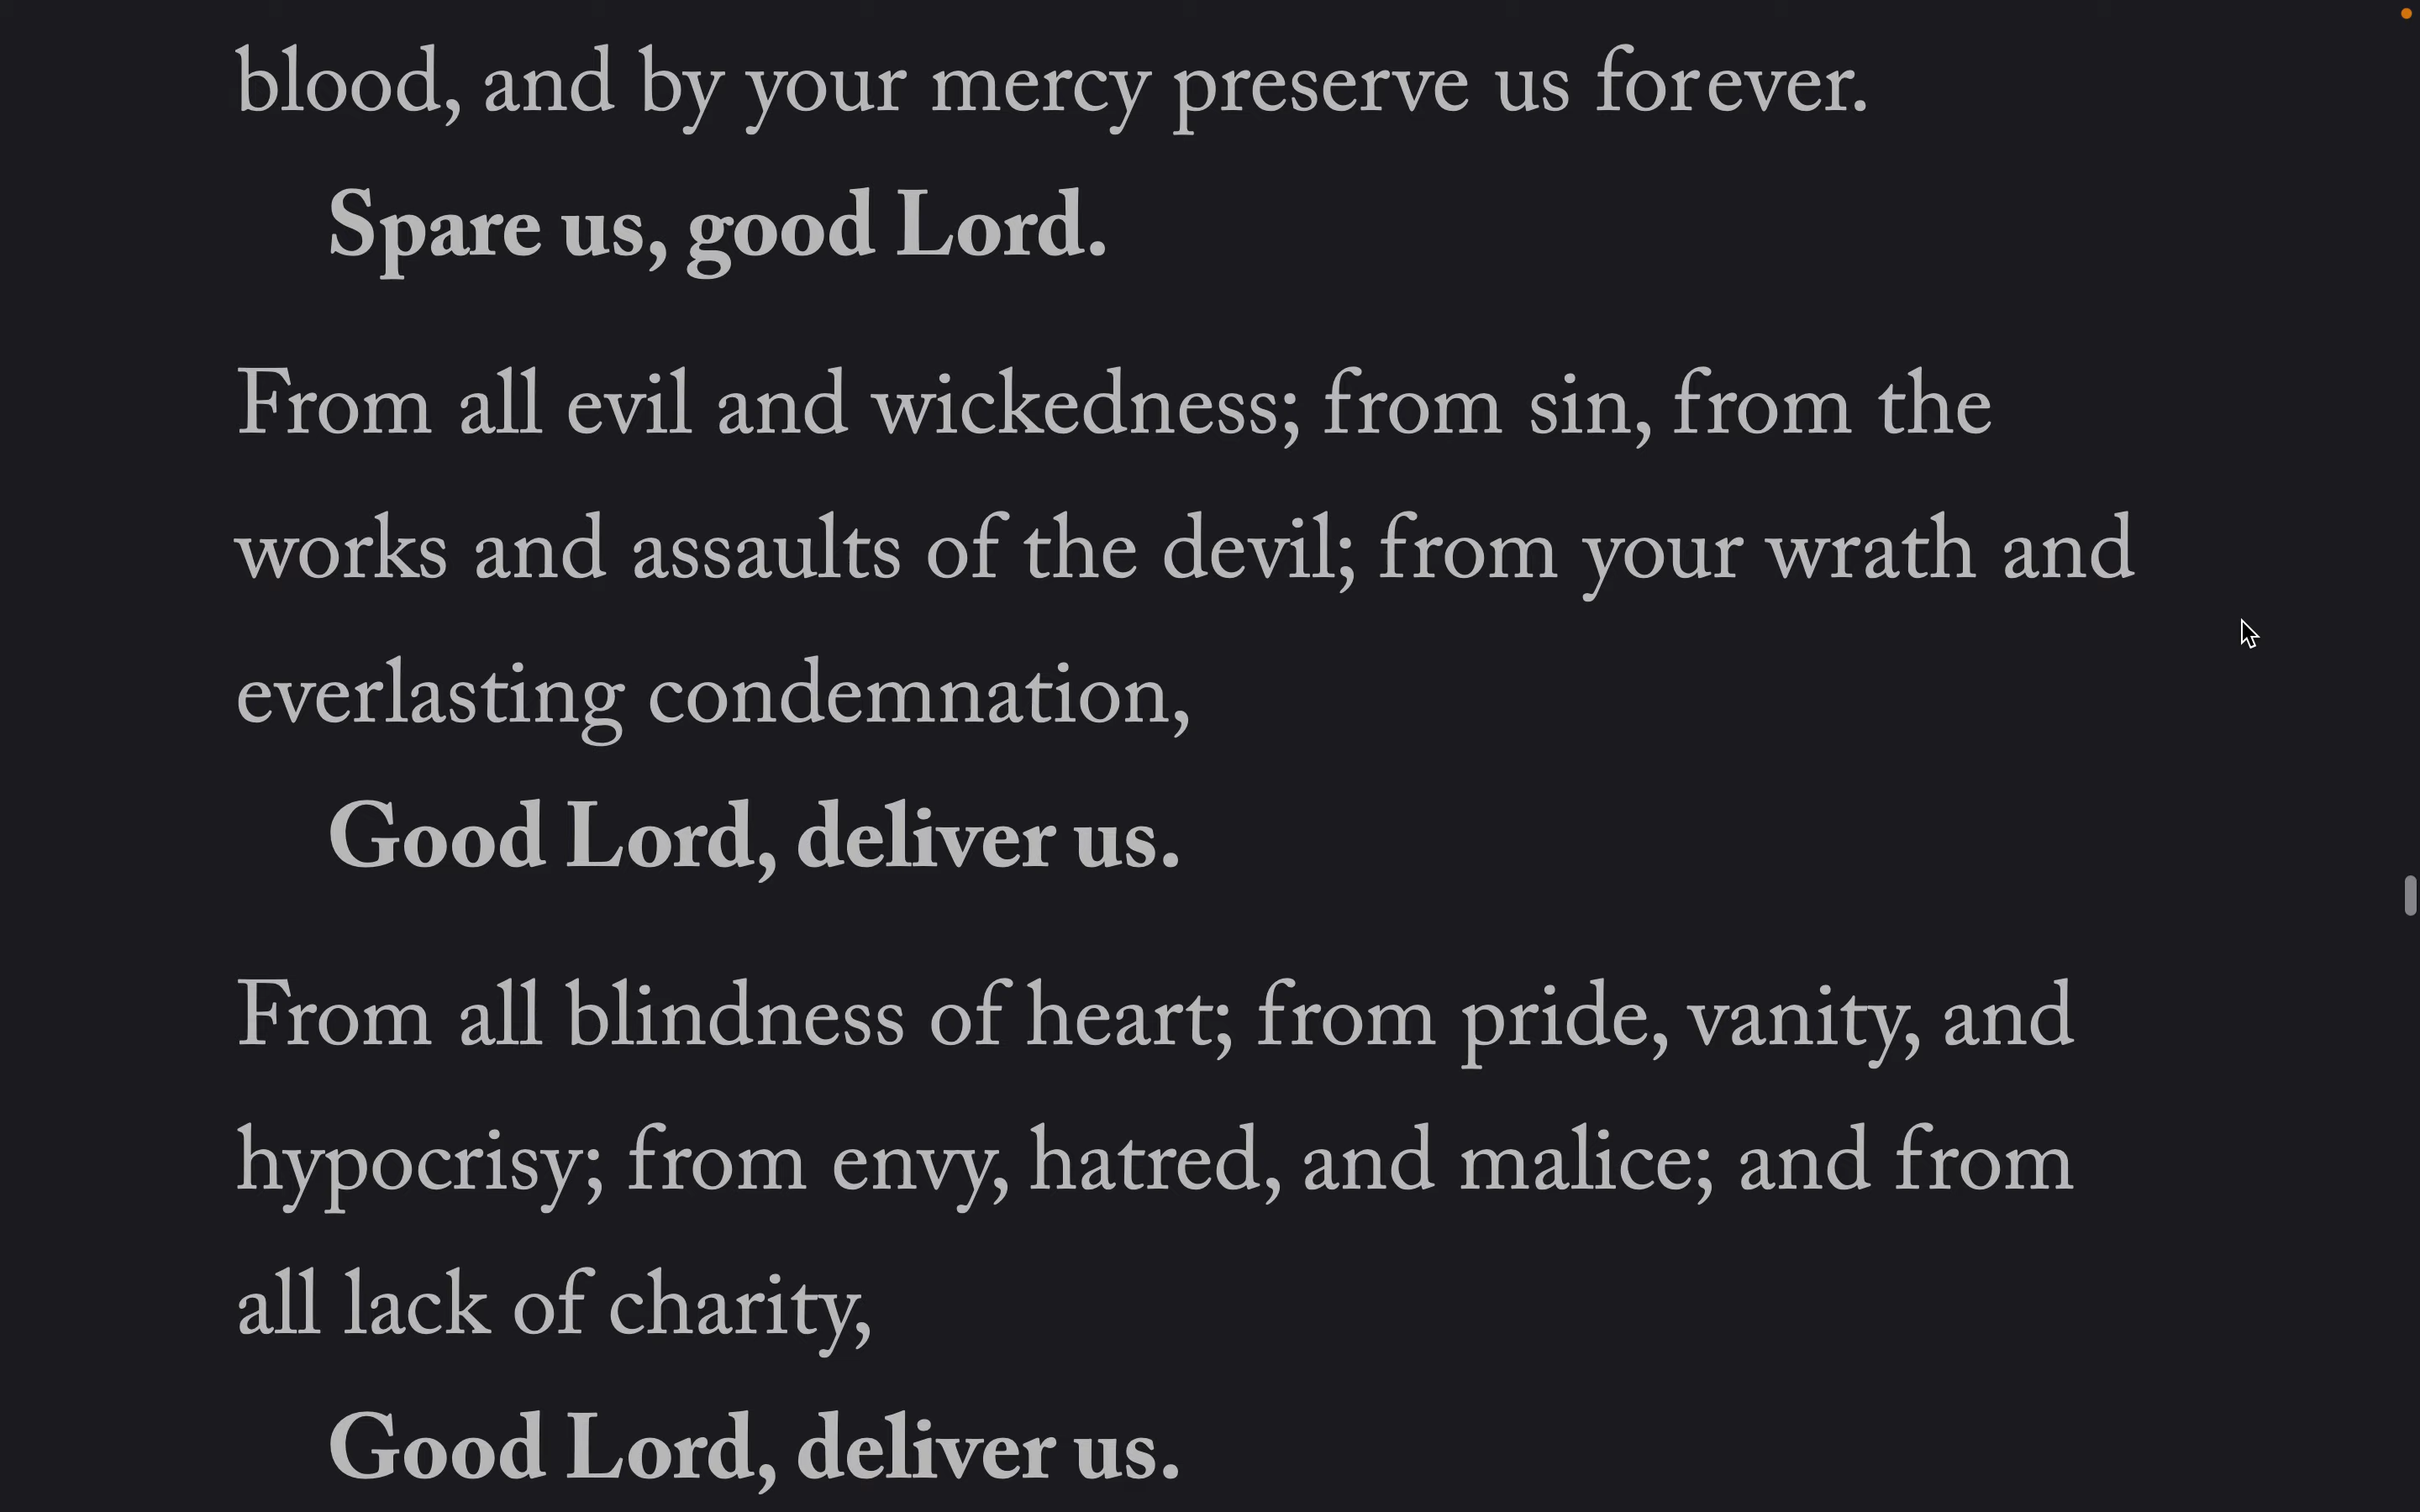 blood, and by your mercy preserve us forever.
Spare us, good Lord.
From all evil and wickedness; from sin, from the
works and assaults of the devil; from your wrath and
everlasting condemnation,
Good Lord, deliver us.
From all blindness of heart; from pride, vanity, and
hypocrisy; from envy, hatred, and malice; and from
all lack of charity,
Good Lord, deliver us.